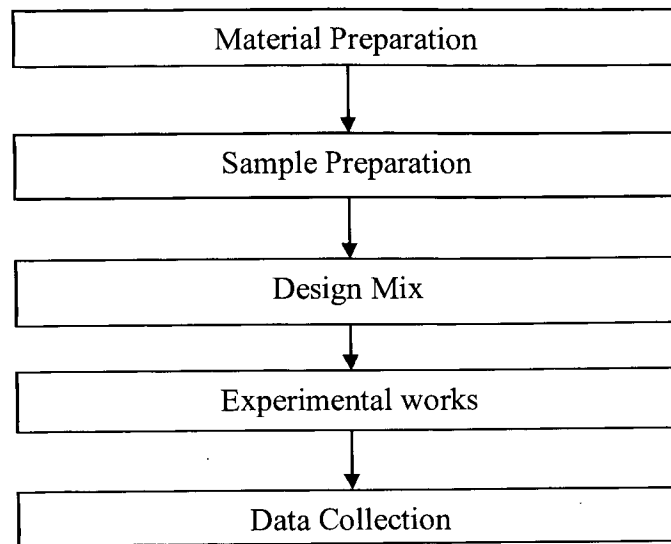 Material Preparation
Sample Preparation
Design Mix
Experimental works
Data Collection